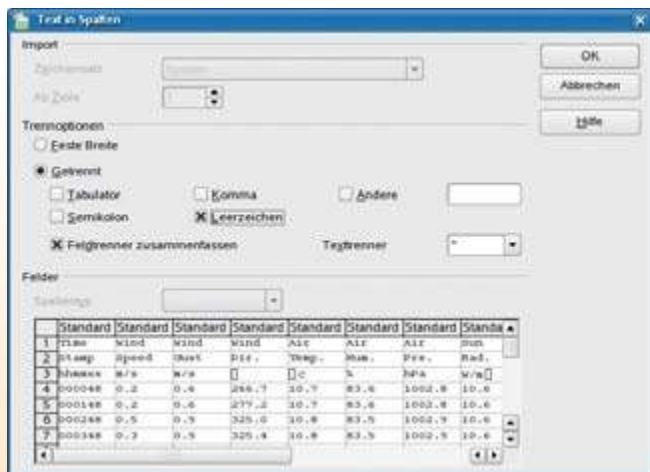 Text in Spalten
Import
Zeichensatz System
Ab Zeile 1
OK
Abbrechen
Hilfe
Trennoptionen
Feste Breite
Getrennt
Tabulator Komma Andere
Semikolon Leerzeichen
Feldtrenner zusammenfassen Texttrenner "
Felder
Spaltentyp
Standard Standard Standard Standard Standard Standard Standard Standa
1 Time Wind Wind Wind Air Air Air Sun
2 Stamp Speed Gust Dir. Temp. Hum. Pre. Rad.
3 hhmmss m/s m/s c % hPa W/m
4 000048 0.2 0.6 266.7 10.7 83.6 1002.8 10.6
5 000148 0.2 0.6 277.2 10.7 83.6 1002.8 10.6
6 000248 0.5 0.9 325.0 10.8 83.5 1002.9 10.6
7 000348 0.3 0.5 325.4 10.8 83.5 1002.9 10.6